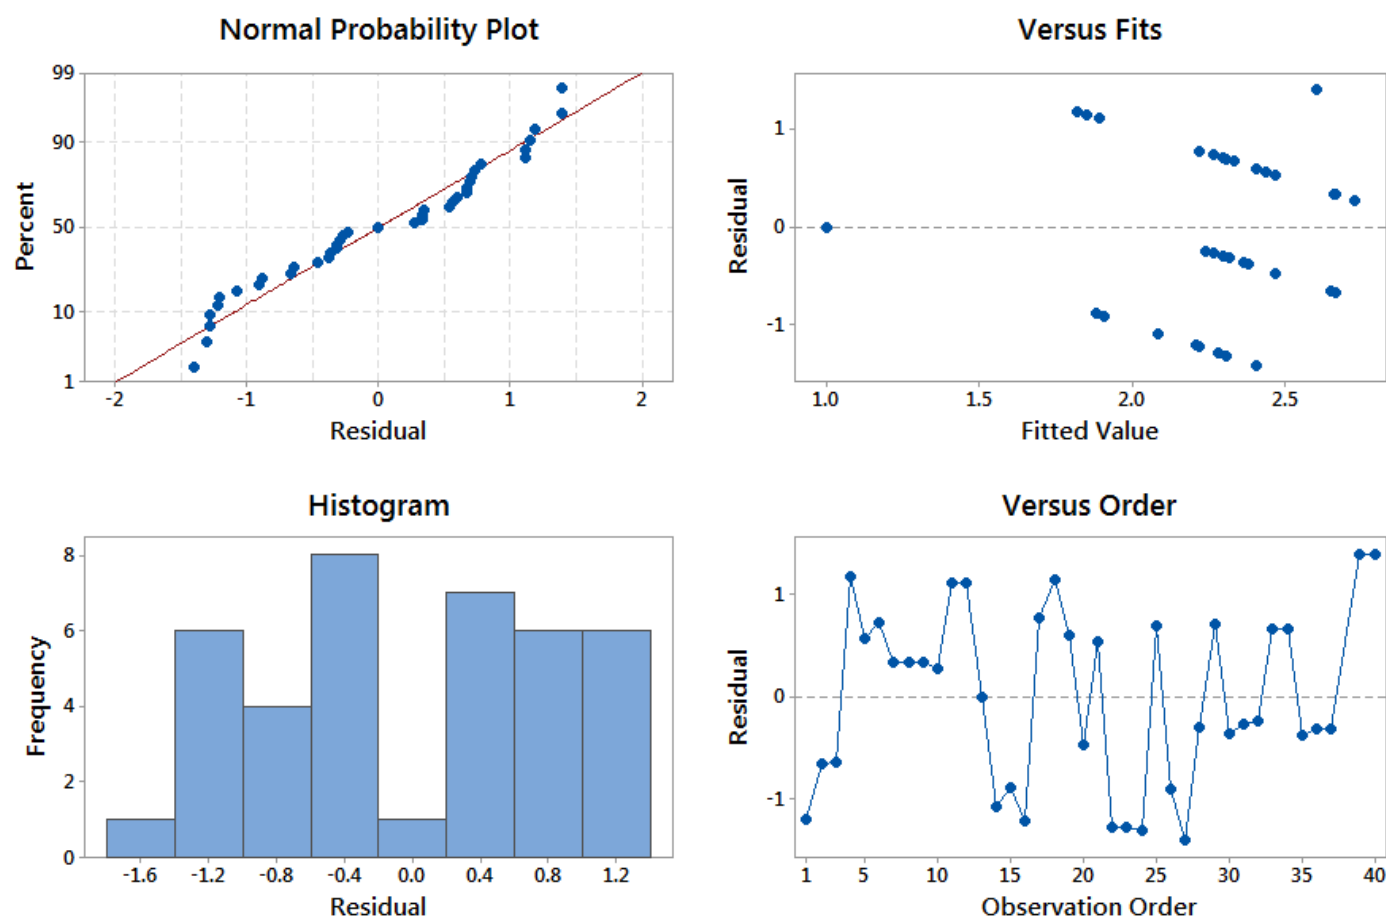 Normal Probability Plot
99
90
50
10
1
Percent
-2 -1 0 1 2
Residual
Versus Fits
1
0
-1
Residual
1.0 1.5 2.0 2.5
Fitted Value
Histogram
8
6
4
2
0
Frequency
-1.6 -1.2 -0.8 -0.4 0.0 0.4 0.8 1.2
Residual
Versus Order
1
0
-1
Residual
1 5 10 15 20 25 30 35 40
Observation Order